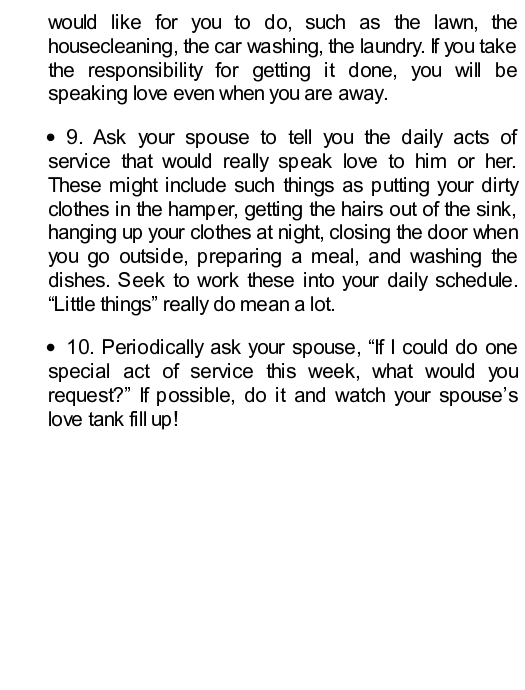 would like for you to do, such as the lawn, the
housecleaning, the car washing, the laundry. If you take
the responsibility for getting it done, you will be
speaking love even when you are away.
• 9. Ask your spouse to tell you the daily acts of
service that would really speak love to him or her.
These might include such things as putting your dirty
clothes in the hamper, getting the hairs out of the sink,
hanging up your clothes at night, closing the door when
you go outside, preparing a meal, and washing the
dishes. Seek to work these into your daily schedule.
“Little things” really do mean a lot.
• 10. Periodically ask your spouse, “If I could do one
special act of service this week, what would you
request?” If possible, do it and watch your spouse’s
love tank fill up!